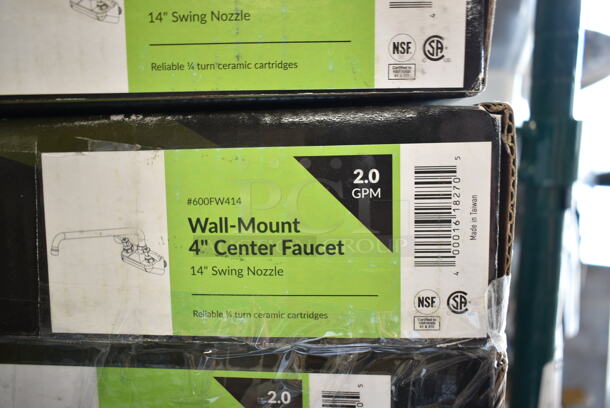 14" Swing Nozzle
Reliable ¼ turn ceramic cartridges
NSF
2.0
GPM
#600FW414
Wall-Mount
4" Center Faucet
14" Swing Nozzle
Reliable ¼ turn ceramic cartridges
4 00016 18270 5
Made in Taiwan
NSF
2.0